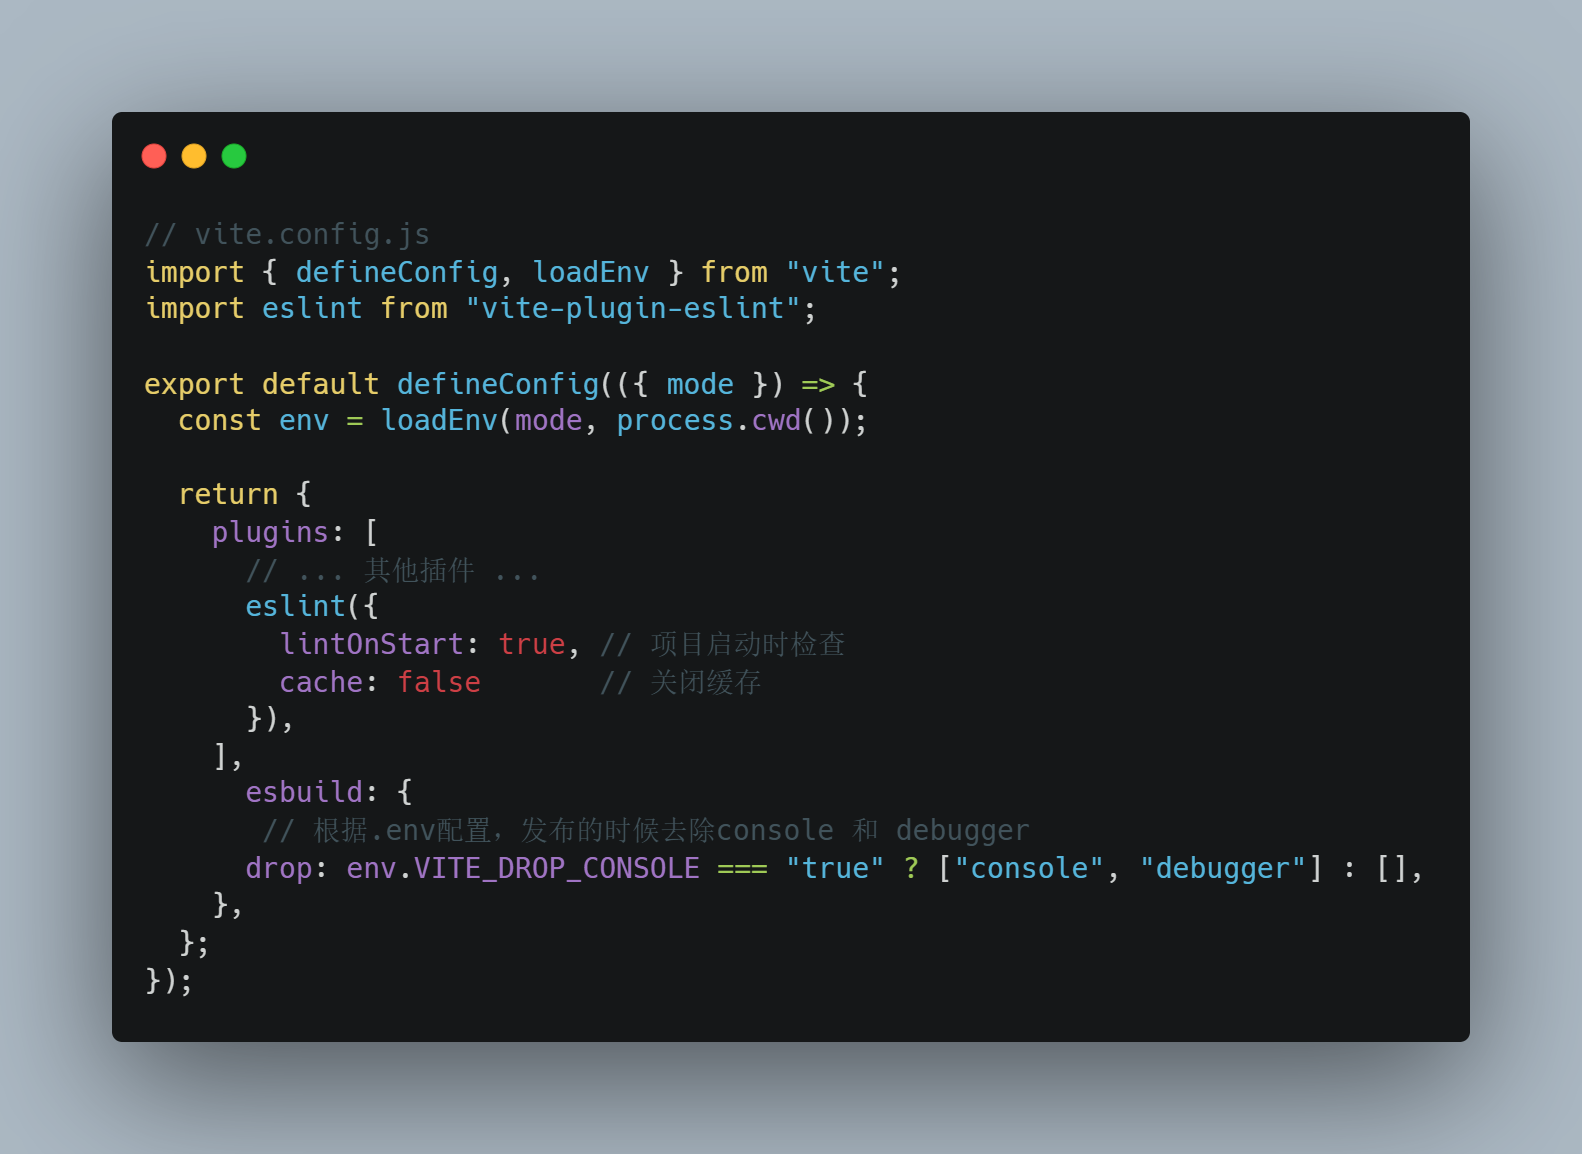 // vite.config.js
import { defineConfig, loadEnv } from "vite";
import eslint from "vite-plugin-eslint";

export default defineConfig(({ mode }) => {
  const env = loadEnv(mode, process.cwd());

  return {
    plugins: [
      // ... 其他插件 ...
      eslint({
        lintOnStart: true, // 项目启动时检查
        cache: false       // 关闭缓存
      }),
    ],
      esbuild: {
       // 根据.env配置，发布的时候去除console 和 debugger
      drop: env.VITE_DROP_CONSOLE === "true" ? ["console", "debugger"] : [],
    },
  };
});